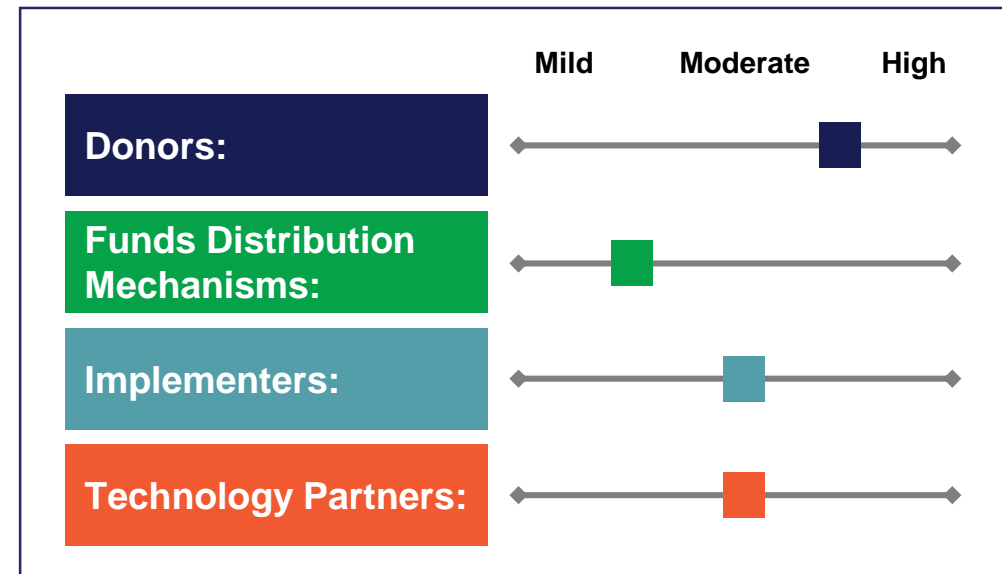 Mild Moderate High
Donors:
Funds Distribution
Mechanisms:
Implementers:
Technology Partners: